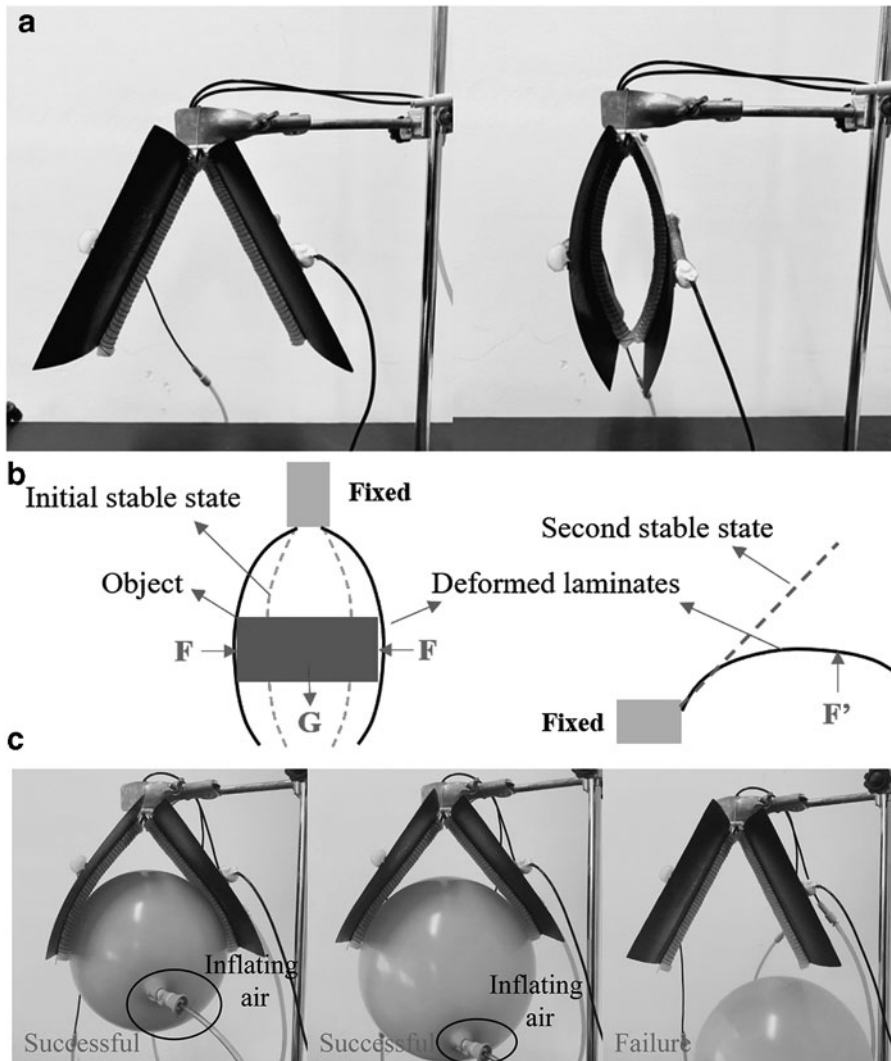 a
b
Initial stable state
Fixed
Object
Deformed laminates
Second stable state
F
F
G
Fixed
F’
c
Inflating
air
Successful
Inflating
air
Successful
Failure